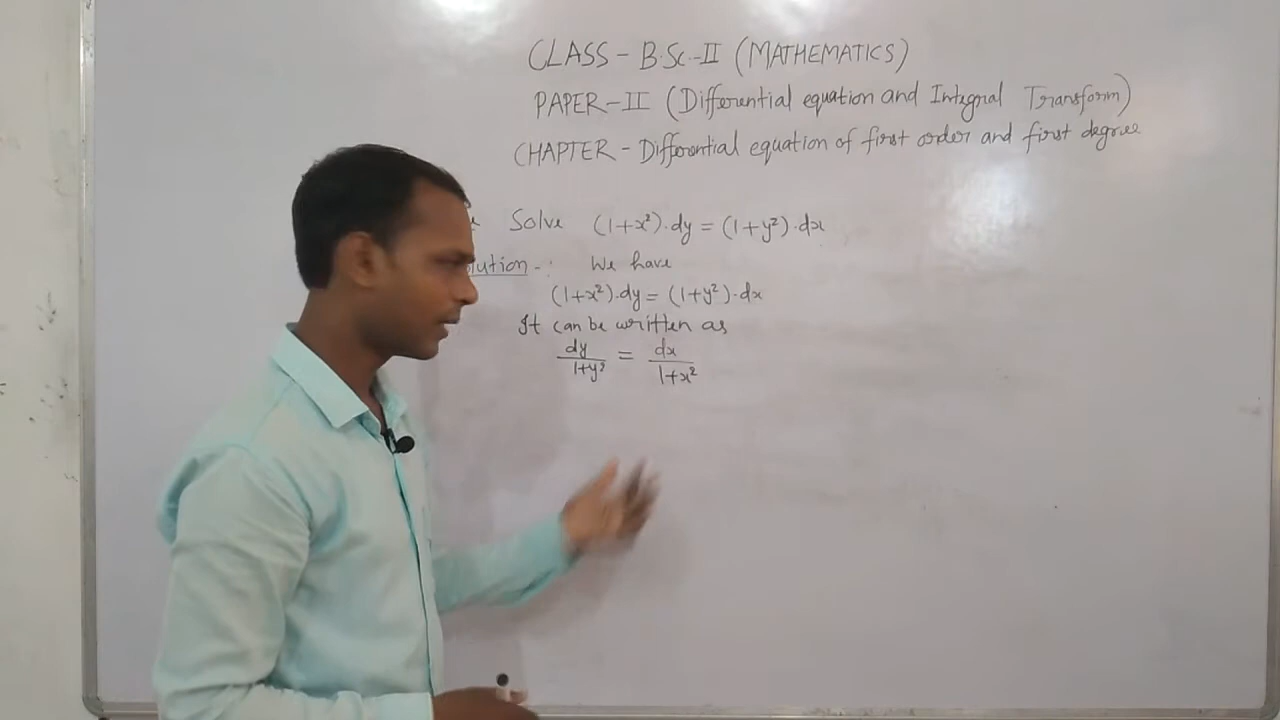 CLASS - B.Sc.-II (MATHEMATICS)
PAPER-II (Differential equation and Integral Transform)
CHAPTER - Differential equation of first order and first degree
Solve (1+x²).dy = (1+y²).dx
lution -: We have
(1+x²).dy = (1+y²).dx
It can be written as
dy/1+y² = dx/1+x²